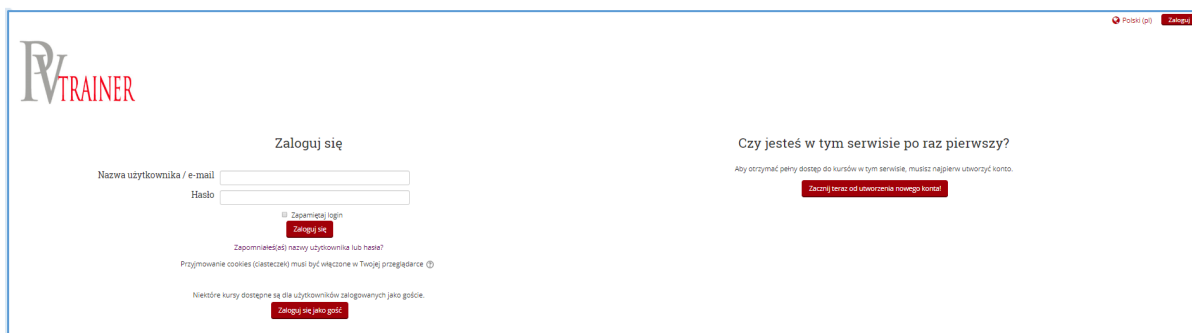 Polski (pl) Zaloguj
PV TRAINER
Zaloguj się
Nazwa użytkownika / e-mail
Hasło
Zapamiętaj login
Zaloguj się
Zapomniałeś(aś) nazwy użytkownika lub hasła?
Przyjmowanie cookies (ciasteczek) musi być włączone w Twojej przeglądarce
Niektóre kursy dostępne są dla użytkowników zalogowanych jako goście.
Zaloguj się jako gość
Czy jesteś w tym serwisie po raz pierwszy?
Aby otrzymać pełny dostęp do kursów w tym serwisie, musisz najpierw utworzyć konto.
Zacznij teraz od utworzenia nowego konta!